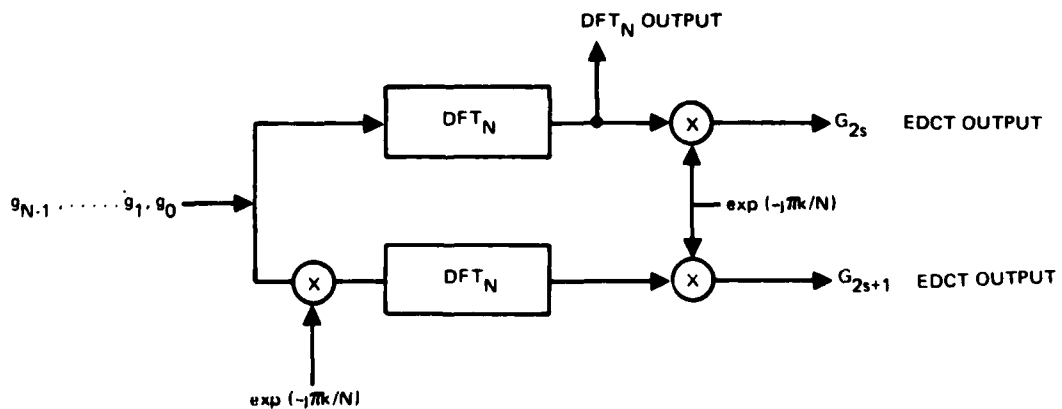 DFT_N OUTPUT
DFT_N
X
G_2s EDCT OUTPUT
g_N-1 ...... g_1, g_0
exp (-jπk/N)
X
DFT_N
X
G_2s+1 EDCT OUTPUT
exp (-jπk/N)